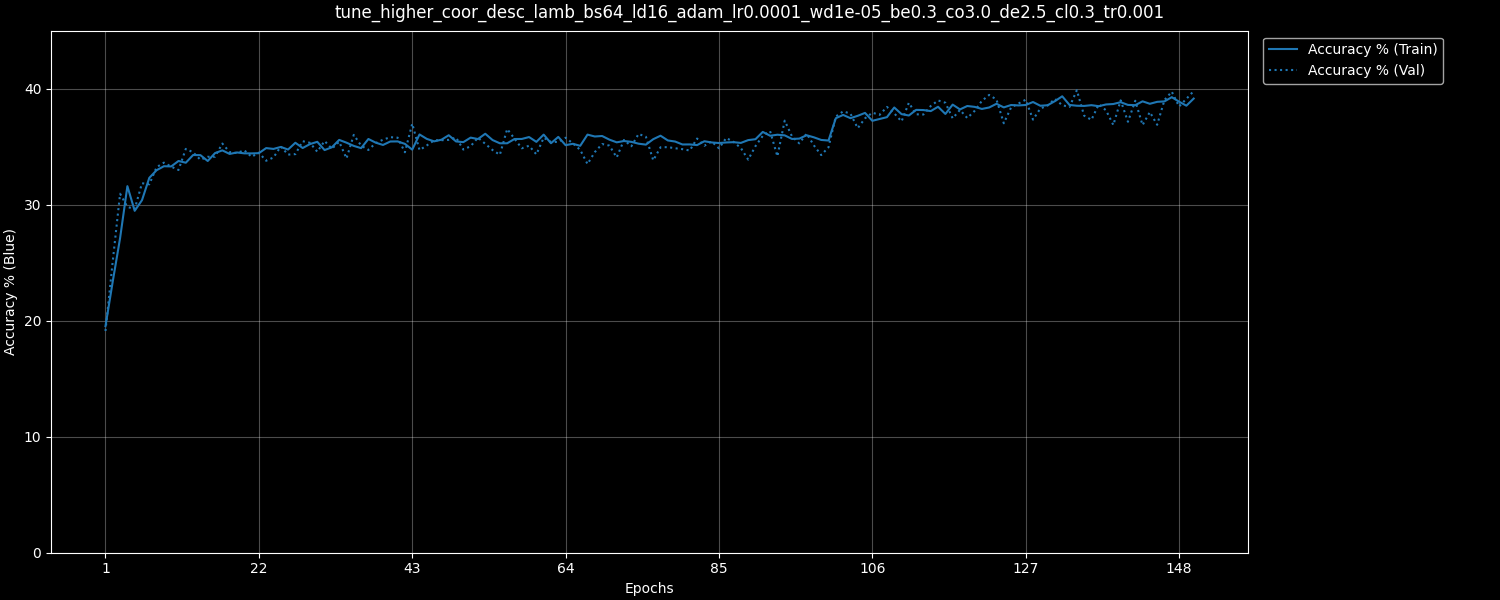 tune_higher_coor_desc_lamb_bs64_ld16_adam_lr0.0001_wd1e-05_be0.3_co3.0_de2.5_cl0.3_tr0.001
Accuracy % (Train)
Accuracy % (Val)
Accuracy % (Blue)
40
30
20
10
0
1 22 43 64 85 106 127 148
Epochs